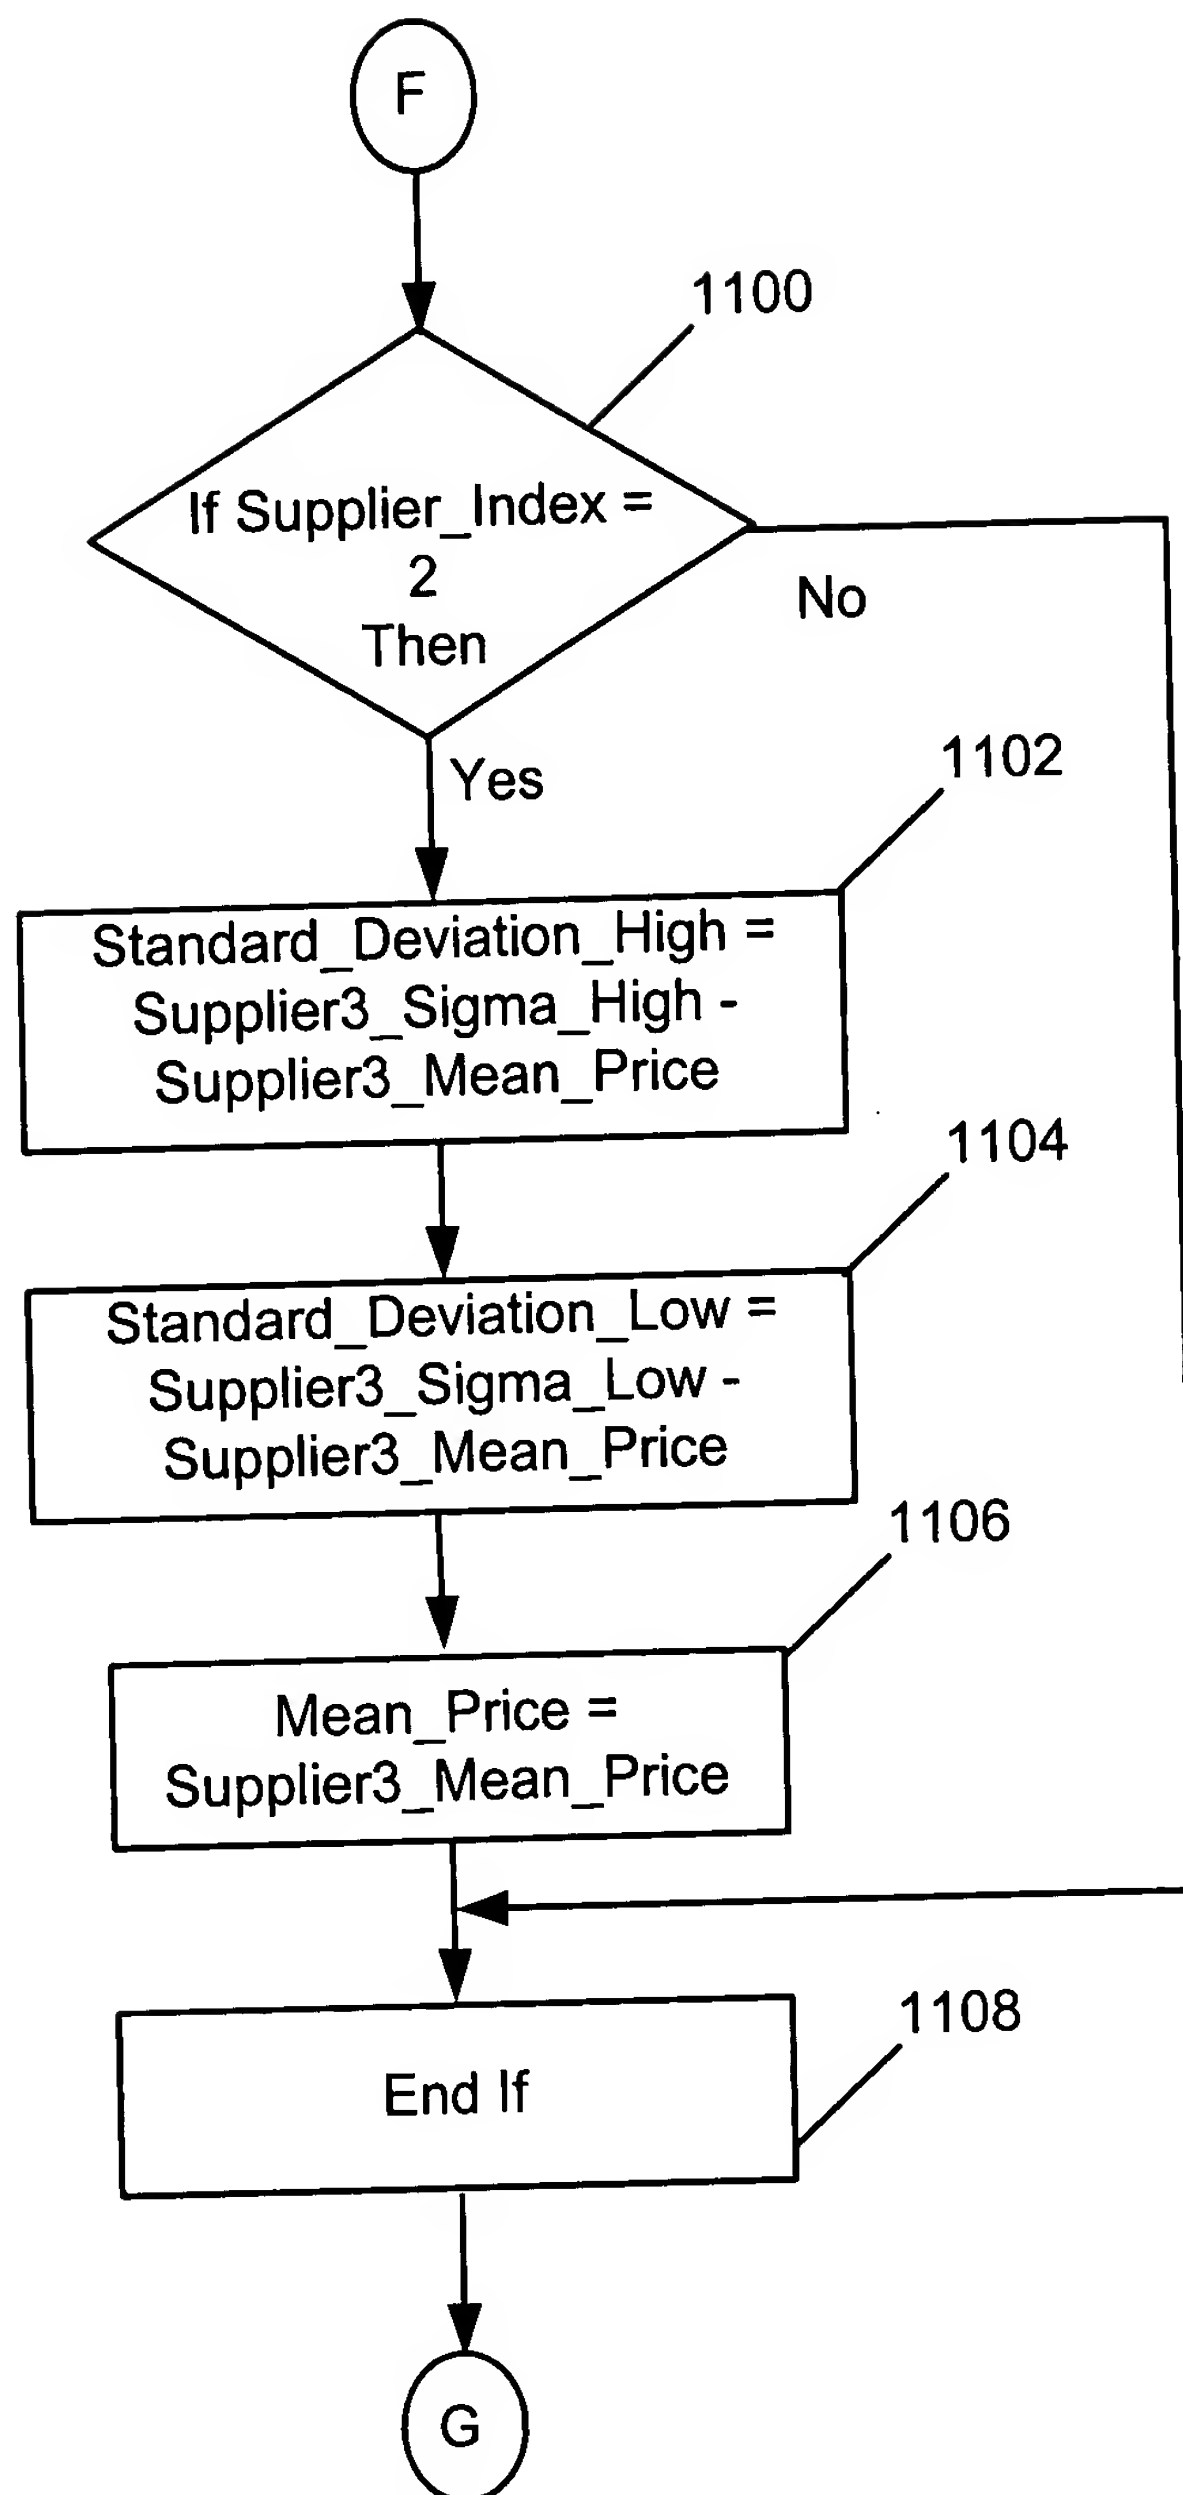 F
1100
If Supplier_Index =
2
Then
No
Yes
1102
Standard_Deviation_High =
Supplier3_Sigma_High -
Supplier3_Mean_Price
1104
Standard_Deviation_Low =
Supplier3_Sigma_Low -
Supplier3_Mean_Price
1106
Mean_Price =
Supplier3_Mean_Price
1108
End If
G